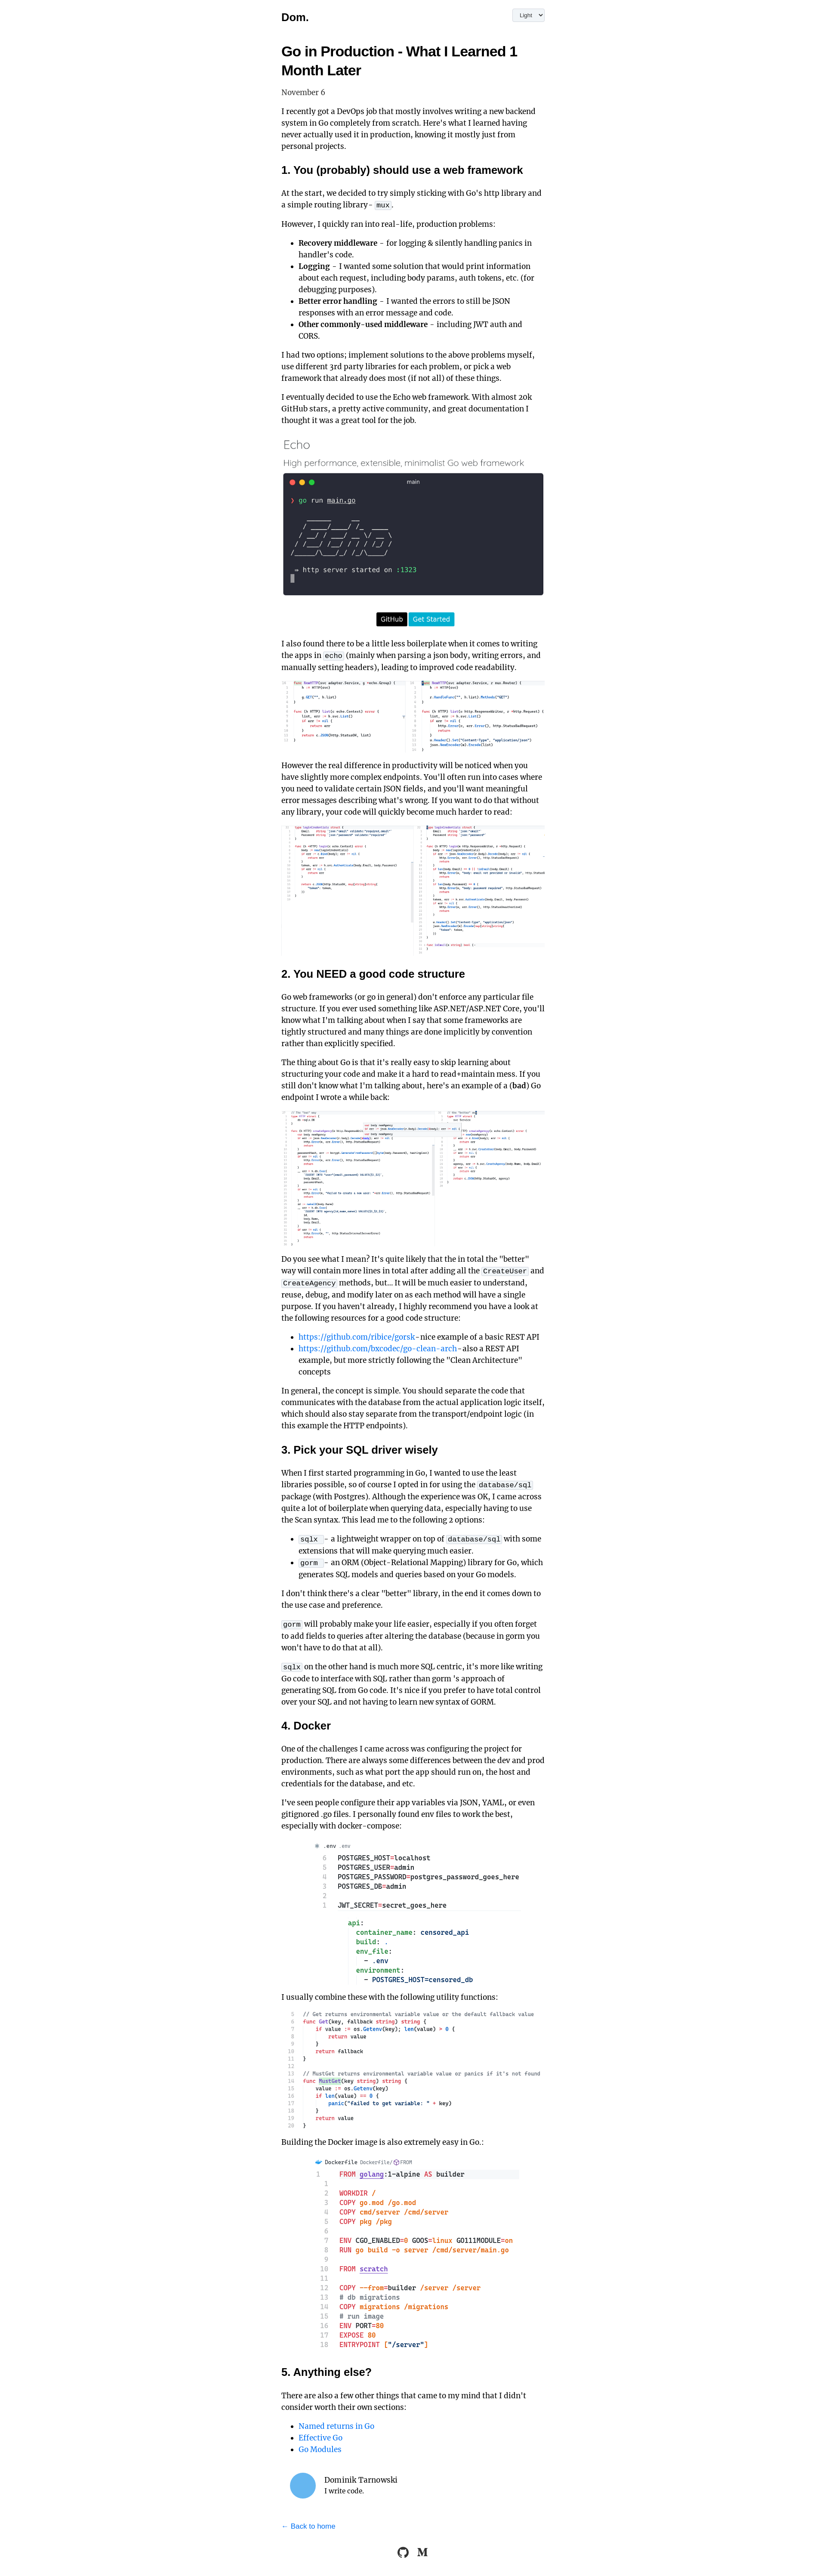 Dom.
Light
Go in Production - What I Learned 1
Month Later
November 6
I recently got a DevOps job that mostly involves writing a new backend
system in Go completely from scratch. Here's what I learned having
never actually used it in production, knowing it mostly just from
personal projects.
1. You (probably) should use a web framework
At the start, we decided to try simply sticking with Go's http library and
a simple routing library- mux.
However, I quickly ran into real-life, production problems:
• Recovery middleware - for logging & silently handling panics in
handler's code.
• Logging - I wanted some solution that would print information
about each request, including body params, auth tokens, etc. (for
debugging purposes).
• Better error handling - I wanted the errors to still be JSON
responses with an error message and code.
• Other commonly-used middleware - including JWT auth and
CORS.
I had two options; implement solutions to the above problems myself,
use different 3rd party libraries for each problem, or pick a web
framework that already does most (if not all) of these things.
I eventually decided to use the Echo web framework. With almost 20k
GitHub stars, a pretty active community, and great documentation I
thought it was a great tool for the job.
Echo
High performance, extensible, minimalist Go web framework
main
❯ go run main.go
⇨ http server started on :1323
GitHub
Get Started
I also found there to be a little less boilerplate when it comes to writing
the apps in echo (mainly when parsing a json body, writing errors, and
manually setting headers), leading to improved code readability.
However the real difference in productivity will be noticed when you
have slightly more complex endpoints. You'll often run into cases where
you need to validate certain JSON fields, and you'll want meaningful
error messages describing what's wrong. If you want to do that without
any library, your code will quickly become much harder to read:
2. You NEED a good code structure
Go web frameworks (or go in general) don't enforce any particular file
structure. If you ever used something like ASP.NET/ASP.NET Core, you'll
know what I'm talking about when I say that some frameworks are
tightly structured and many things are done implicitly by convention
rather than explicitly specified.
The thing about Go is that it's really easy to skip learning about
structuring your code and make it a hard to read+maintain mess. If you
still don't know what I'm talking about, here's an example of a (bad) Go
endpoint I wrote a while back:
Do you see what I mean? It's quite likely that the in total the "better"
way will contain more lines in total after adding all the CreateUser and
CreateAgency methods, but... It will be much easier to understand,
reuse, debug, and modify later on as each method will have a single
purpose. If you haven't already, I highly recommend you have a look at
the following resources for a good code structure:
• https://github.com/ribice/gorsk-nice example of a basic REST API
• https://github.com/bxcodec/go-clean-arch-also a REST API
example, but more strictly following the "Clean Architecture"
concepts
In general, the concept is simple. You should separate the code that
communicates with the database from the actual application logic itself,
which should also stay separate from the transport/endpoint logic (in
this example the HTTP endpoints).
3. Pick your SQL driver wisely
When I first started programming in Go, I wanted to use the least
libraries possible, so of course I opted in for using the database/sql
package (with Postgres). Although the experience was OK, I came across
quite a lot of boilerplate when querying data, especially having to use
the Scan syntax. This lead me to the following 2 options:
• sqlx - a lightweight wrapper on top of database/sql with some
extensions that will make querying much easier.
• gorm - an ORM (Object-Relational Mapping) library for Go, which
generates SQL models and queries based on your Go models.
I don't think there's a clear "better" library, in the end it comes down to
the use case and preference.
gorm will probably make your life easier, especially if you often forget
to add fields to queries after altering the database (because in gorm you
won't have to do that at all).
sqlx on the other hand is much more SQL centric, it's more like writing
Go code to interface with SQL rather than gorm 's approach of
generating SQL from Go code. It's nice if you prefer to have total control
over your SQL and not having to learn new syntax of GORM.
4. Docker
One of the challenges I came across was configuring the project for
production. There are always some differences between the dev and prod
environments, such as what port the app should run on, the host and
credentials for the database, and etc.
I've seen people configure their app variables via JSON, YAML, or even
gitignored .go files. I personally found env files to work the best,
especially with docker-compose:
.env .env
6 POSTGRES_HOST=localhost
5 POSTGRES_USER=admin
4 POSTGRES_PASSWORD=postgres_password_goes_here
3 POSTGRES_DB=admin
2
1 JWT_SECRET=secret_goes_here
api:
container_name: censored_api
build: .
env_file:
- .env
environment:
- POSTGRES_HOST=censored_db
I usually combine these with the following utility functions:
5 // Get returns environmental variable value or the default fallback value
6 func Get(key, fallback string) string {
7 if value := os.Getenv(key); len(value) > 0 {
8 return value
9 }
10 return fallback
11 }
12
13 // MustGet returns environmental variable value or panics if it's not found
14 func MustGet(key string) string {
15 value := os.Getenv(key)
16 if len(value) == 0 {
17 panic("failed to get variable: " + key)
18 }
19 return value
20 }
Building the Docker image is also extremely easy in Go.:
Dockerfile Dockerfile/ FROM
1 FROM golang:1-alpine AS builder
1
2 WORKDIR /
3 COPY go.mod /go.mod
4 COPY cmd/server /cmd/server
5 COPY pkg /pkg
6
7 ENV CGO_ENABLED=0 GOOS=linux GO111MODULE=on
8 RUN go build -o server /cmd/server/main.go
9
10 FROM scratch
11
12 COPY --from=builder /server /server
13 # db migrations
14 COPY migrations /migrations
15 # run image
16 ENV PORT=80
17 EXPOSE 80
18 ENTRYPOINT ["/server"]
5. Anything else?
There are also a few other things that came to my mind that I didn't
consider worth their own sections:
• Named returns in Go
• Effective Go
• Go Modules
Dominik Tarnowski
I write code.
← Back to home